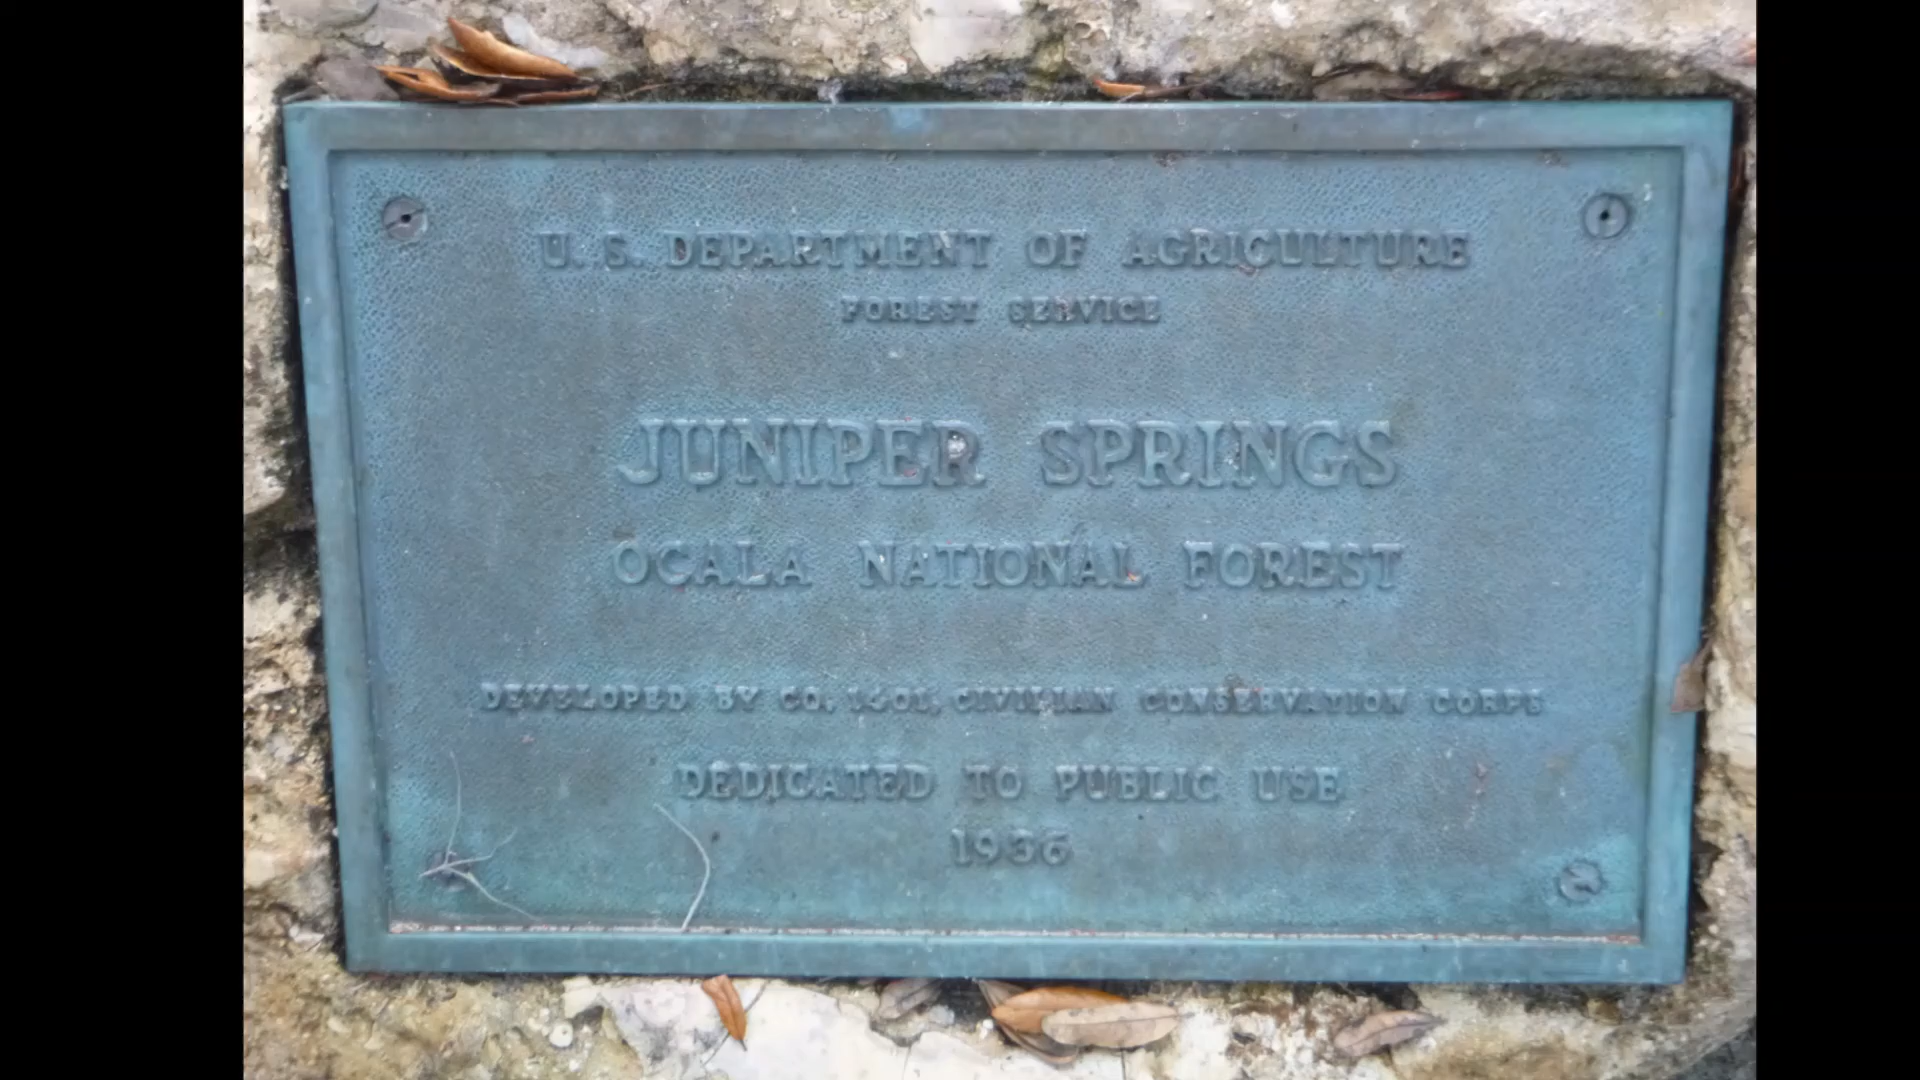 U. S. DEPARTMENT OF AGRICULTURE
FOREST SERVICE
JUNIPER SPRINGS
OCALA NATIONAL FOREST
DEVELOPED BY CO. 1401, CIVILIAN CONSERVATION CORPS
DEDICATED TO PUBLIC USE
1936